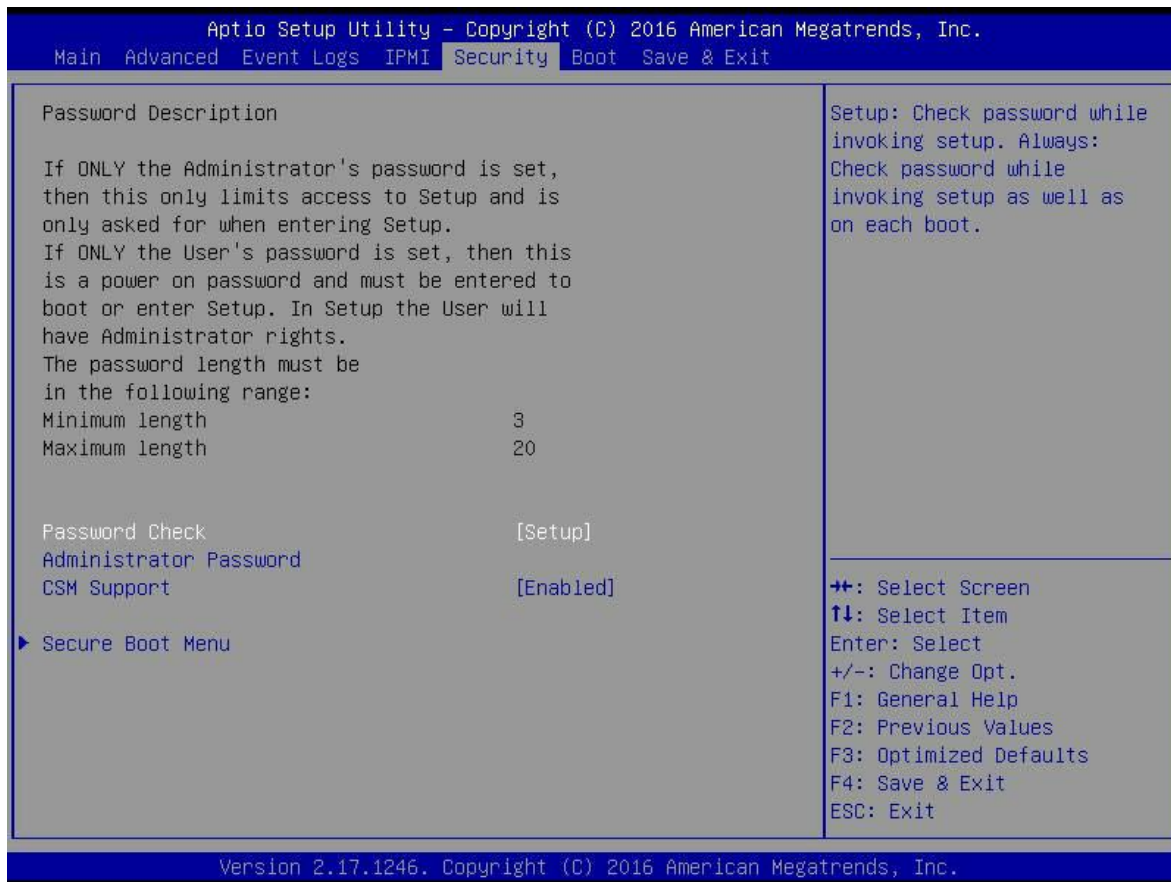 Aptio Setup Utility – Copyright (C) 2016 American Megatrends, Inc.
Main Advanced Event Logs IPMI Security Boot Save & Exit
Password Description
If ONLY the Administrator's password is set,
then this only limits access to Setup and is
only asked for when entering Setup.
If ONLY the User's password is set, then this
is a power on password and must be entered to
boot or enter Setup. In Setup the User will
have Administrator rights.
The password length must be
in the following range:
Minimum length 3
Maximum length 20
Password Check [Setup]
Administrator Password
CSM Support [Enabled]
▶ Secure Boot Menu
Setup: Check password while
invoking setup. Always:
Check password while
invoking setup as well as
on each boot.
→←: Select Screen
↑↓: Select Item
Enter: Select
+/-: Change Opt.
F1: General Help
F2: Previous Values
F3: Optimized Defaults
F4: Save & Exit
ESC: Exit
Version 2.17.1246. Copyright (C) 2016 American Megatrends, Inc.